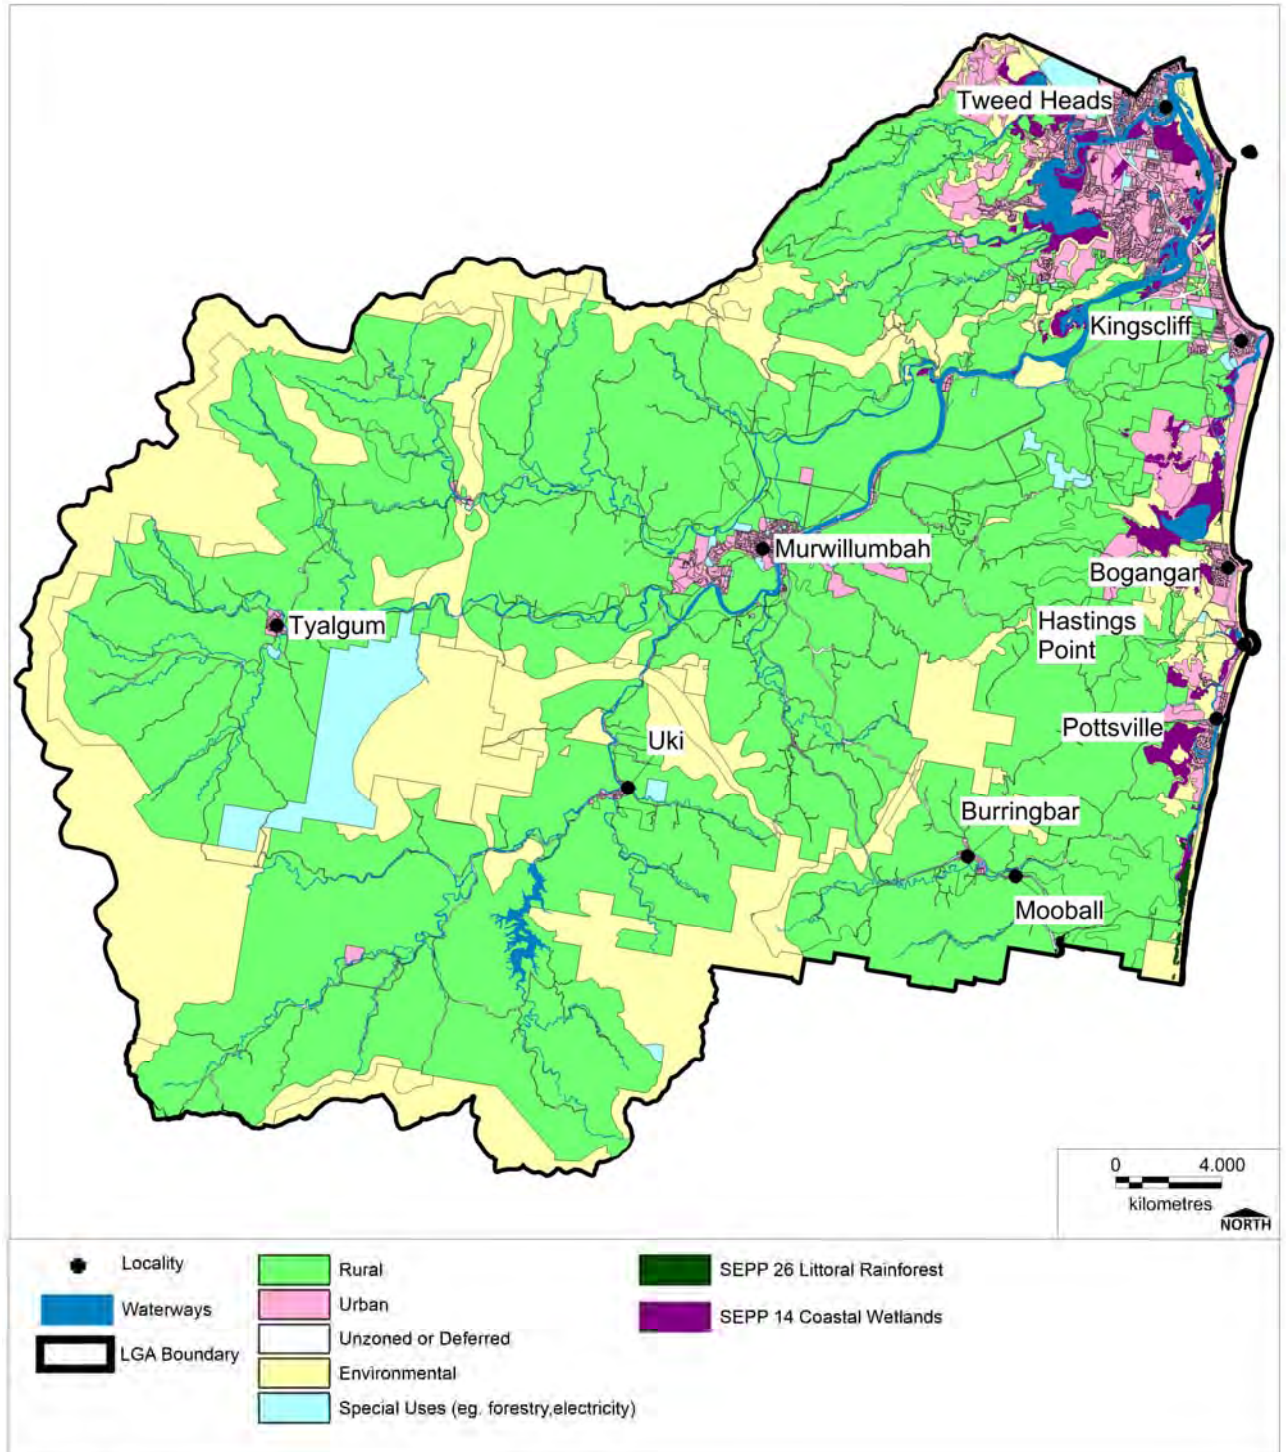 Tweed Heads
Kingscliff
Murwillumbah
Bogangar
Tyalgum
Hastings
Point
Pottsville
Uki
Burringbar
Mooball
0 4.000
kilometres
NORTH
Locality
Waterways
LGA Boundary
Rural
Urban
Unzoned or Deferred
Environmental
Special Uses (eg. forestry,electricity)
SEPP 26 Littoral Rainforest
SEPP 14 Coastal Wetlands